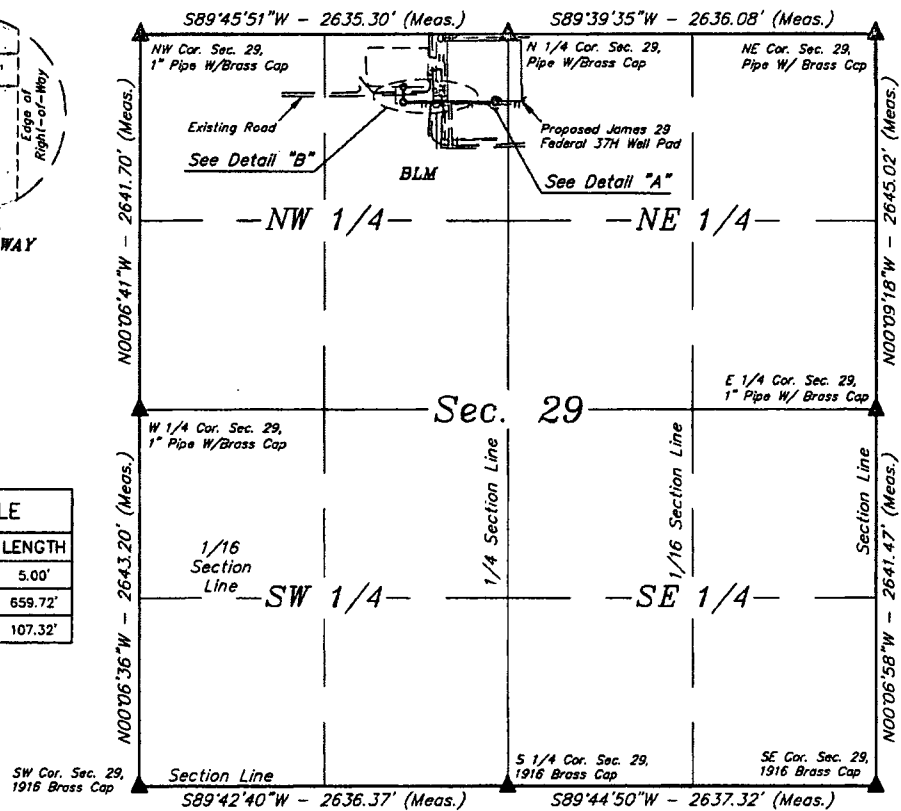 S89°45'51"W - 2635.30' (Meas.)
S89°39'35"W - 2636.08' (Meas.)
NW Cor. Sec. 29,
1" Pipe W/Brass Cap
N 1/4 Cor. Sec. 29,
Pipe W/Brass Cap
NE Cor. Sec. 29,
Pipe W/ Brass Cap
Edge of
Right-of-Way
WAY
N00°06'41"W - 2641.70' (Meas.)
Existing Road
See Detail "B"
BLM
Proposed James 29
Federal 37H Well Pad
See Detail "A"
N00°09'18"W - 2645.02' (Meas.)
NW 1/4
NE 1/4
E 1/4 Cor. Sec. 29,
1" Pipe W/ Brass Cap
Sec. 29
W 1/4 Cor. Sec. 29,
1" Pipe W/Brass Cap
LE
LENGTH
5.00'
659.72'
107.32'
N00°06'36"W - 2643.20' (Meas.)
1/16
Section
Line
1/4 Section Line
1/16 Section Line
Section Line
N00°06'58"W - 2641.47' (Meas.)
SW 1/4
SE 1/4
SW Cor. Sec. 29,
1916 Brass Cap
Section Line
S 1/4 Cor. Sec. 29,
1916 Brass Cap
SE Cor. Sec. 29,
1916 Brass Cap
S89°42'40"W - 2636.37' (Meas.)
S89°44'50"W - 2637.32' (Meas.)